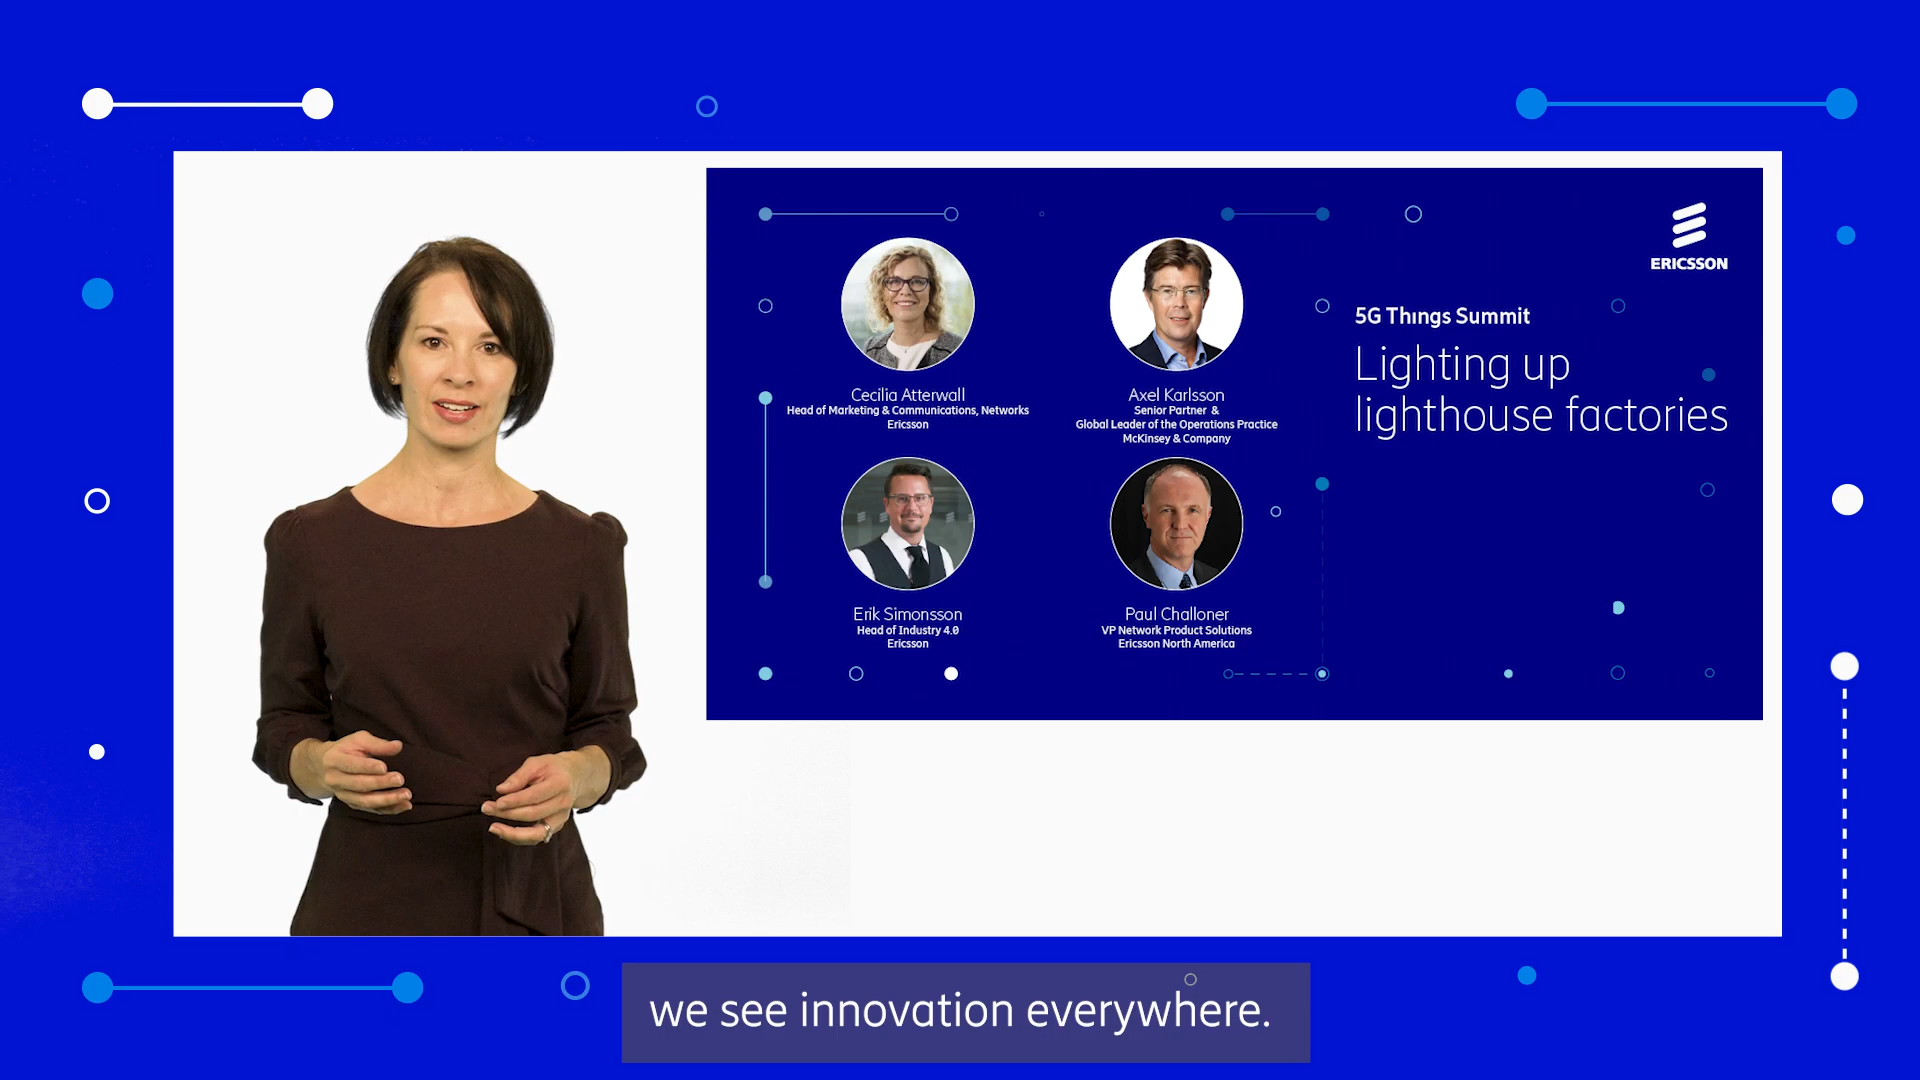 ERICSSON
5G Things Summit
Lighting up
lighthouse factories
Cecilia Atterwall
Head of Marketing & Communications, Networks
Ericsson
Axel Karlsson
Senior Partner &
Global Leader of the Operations Practice
McKinsey & Company
Erik Simonsson
Head of Industry 4.0
Ericsson
Paul Challoner
VP Network Product Solutions
Ericsson North America
we see innovation everywhere.